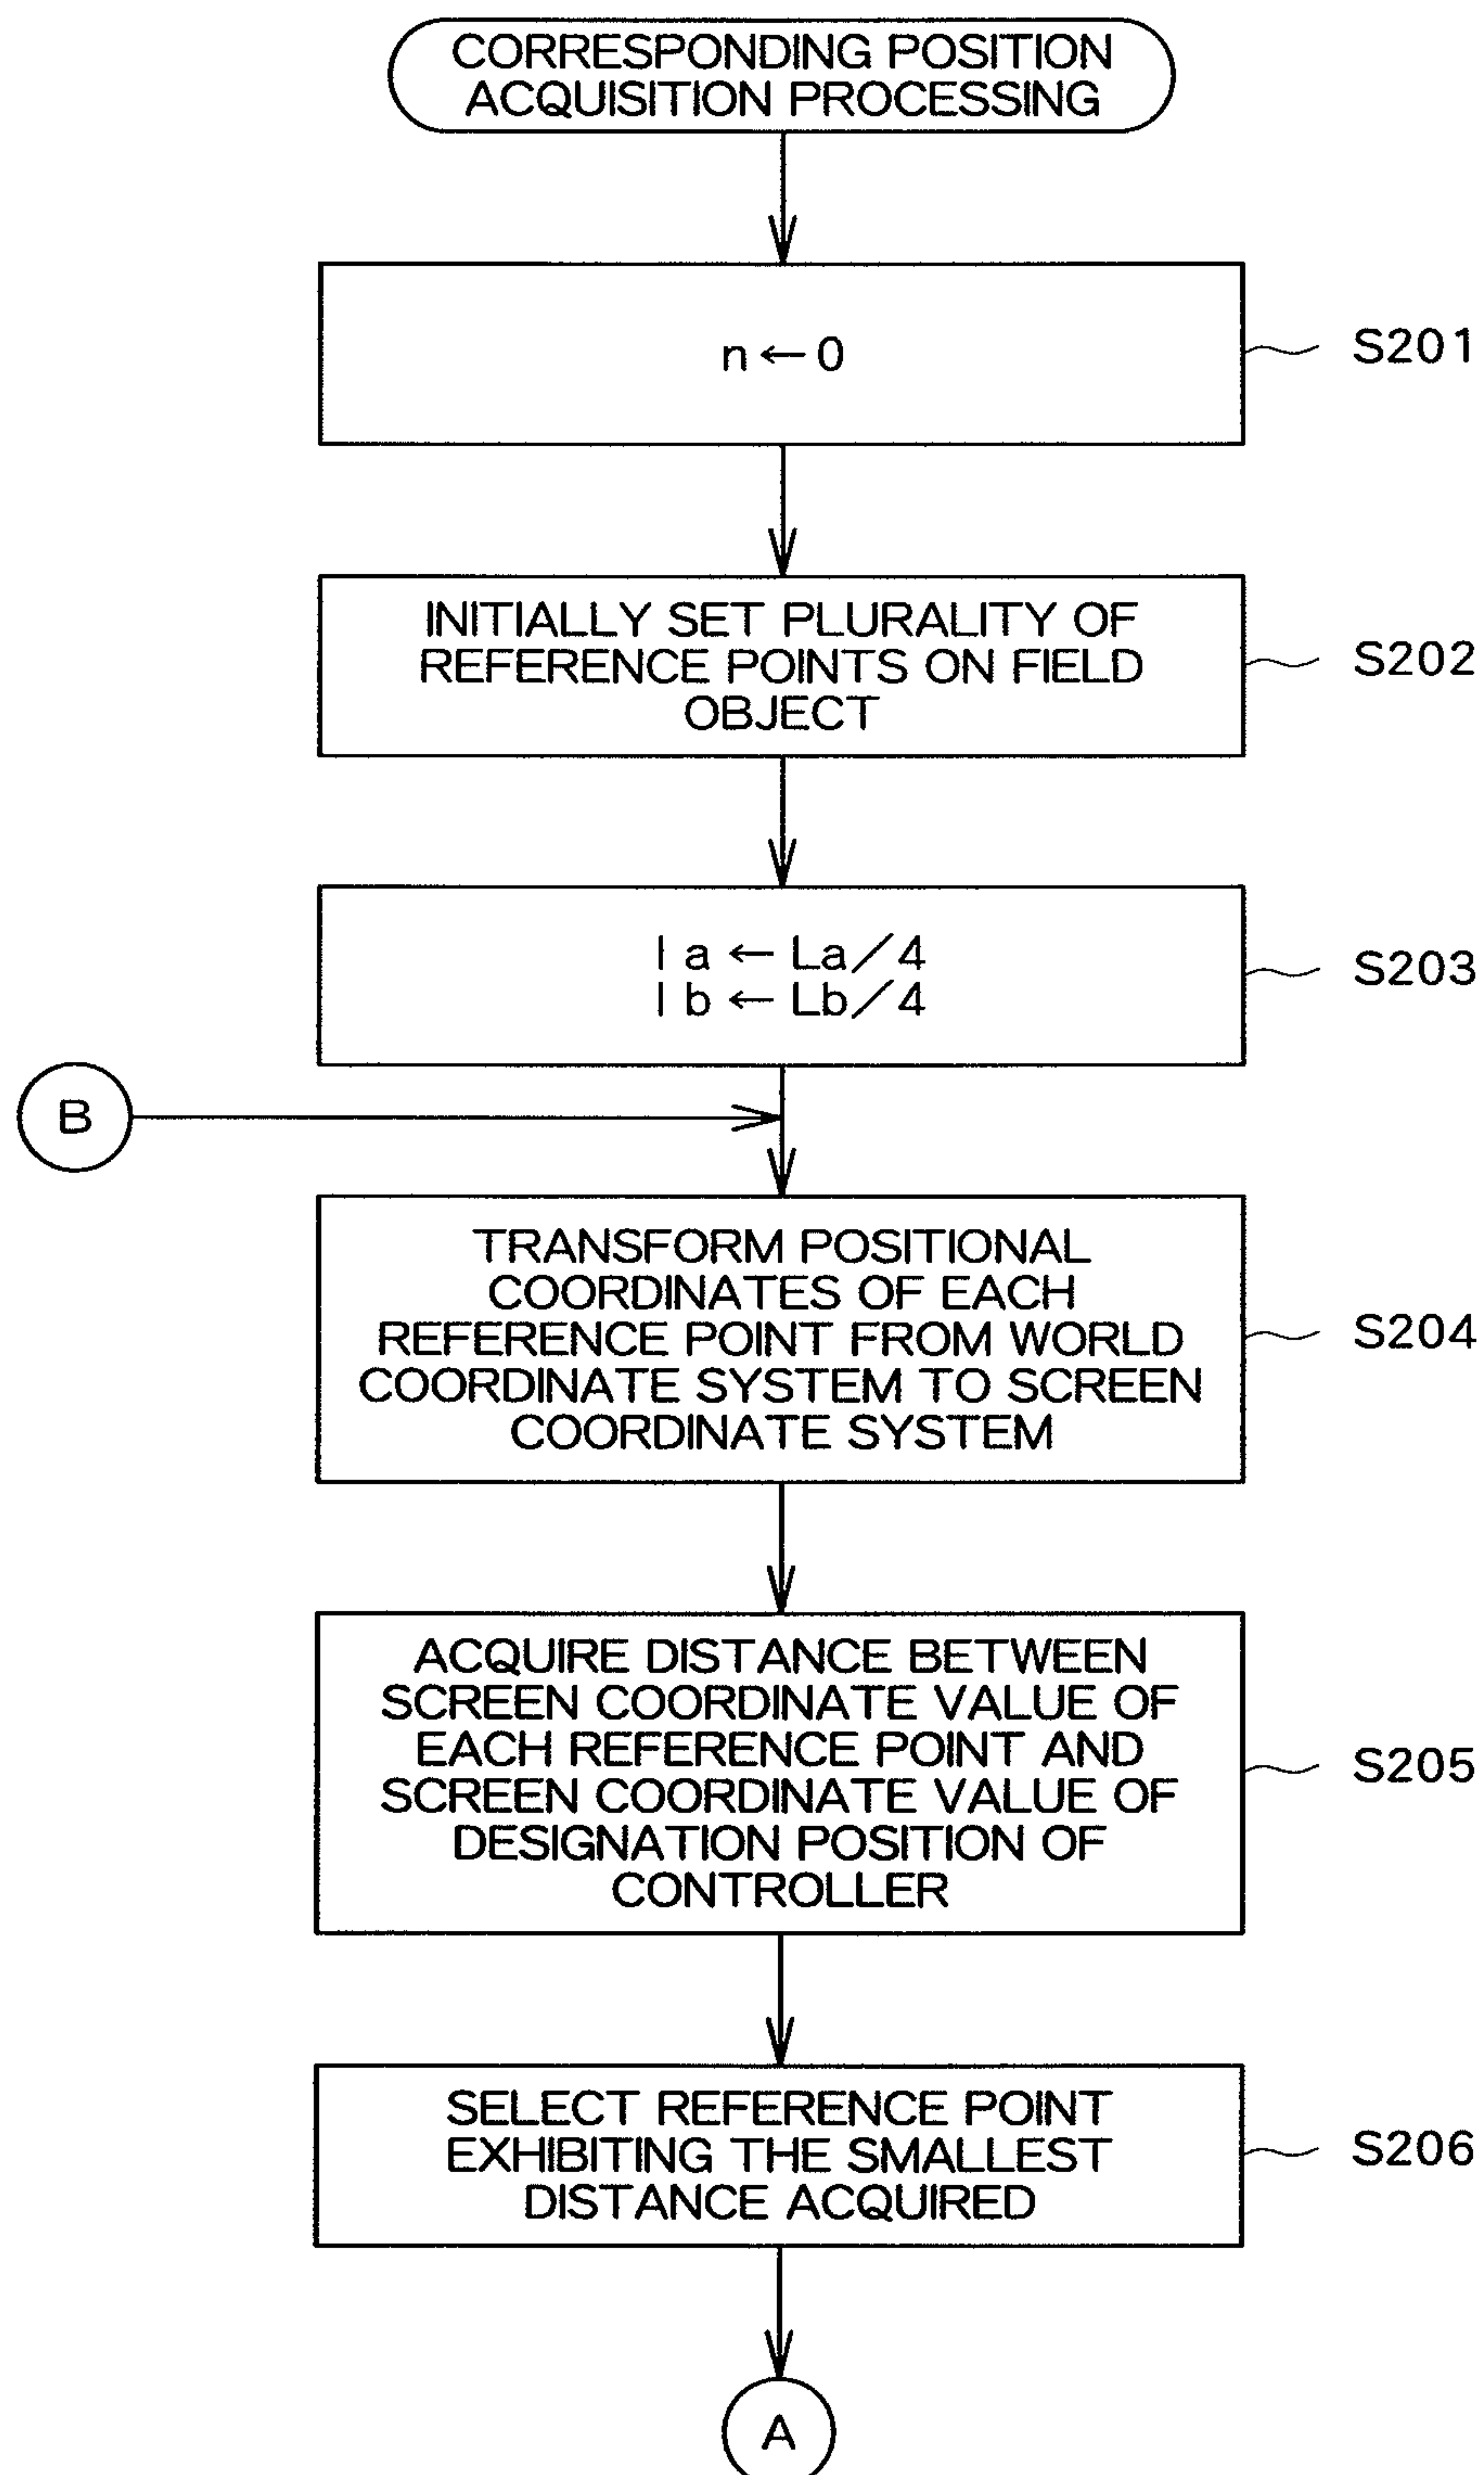 CORRESPONDING POSITION
ACQUISITION PROCESSING
n ← 0
S201
INITIALLY SET PLURALITY OF
REFERENCE POINTS ON FIELD
OBJECT
S202
l a ← La/4
l b ← Lb/4
S203
B
TRANSFORM POSITIONAL
COORDINATES OF EACH
REFERENCE POINT FROM WORLD
COORDINATE SYSTEM TO SCREEN
COORDINATE SYSTEM
S204
ACQUIRE DISTANCE BETWEEN
SCREEN COORDINATE VALUE OF
EACH REFERENCE POINT AND
SCREEN COORDINATE VALUE OF
DESIGNATION POSITION OF
CONTROLLER
S205
SELECT REFERENCE POINT
EXHIBITING THE SMALLEST
DISTANCE ACQUIRED
S206
A